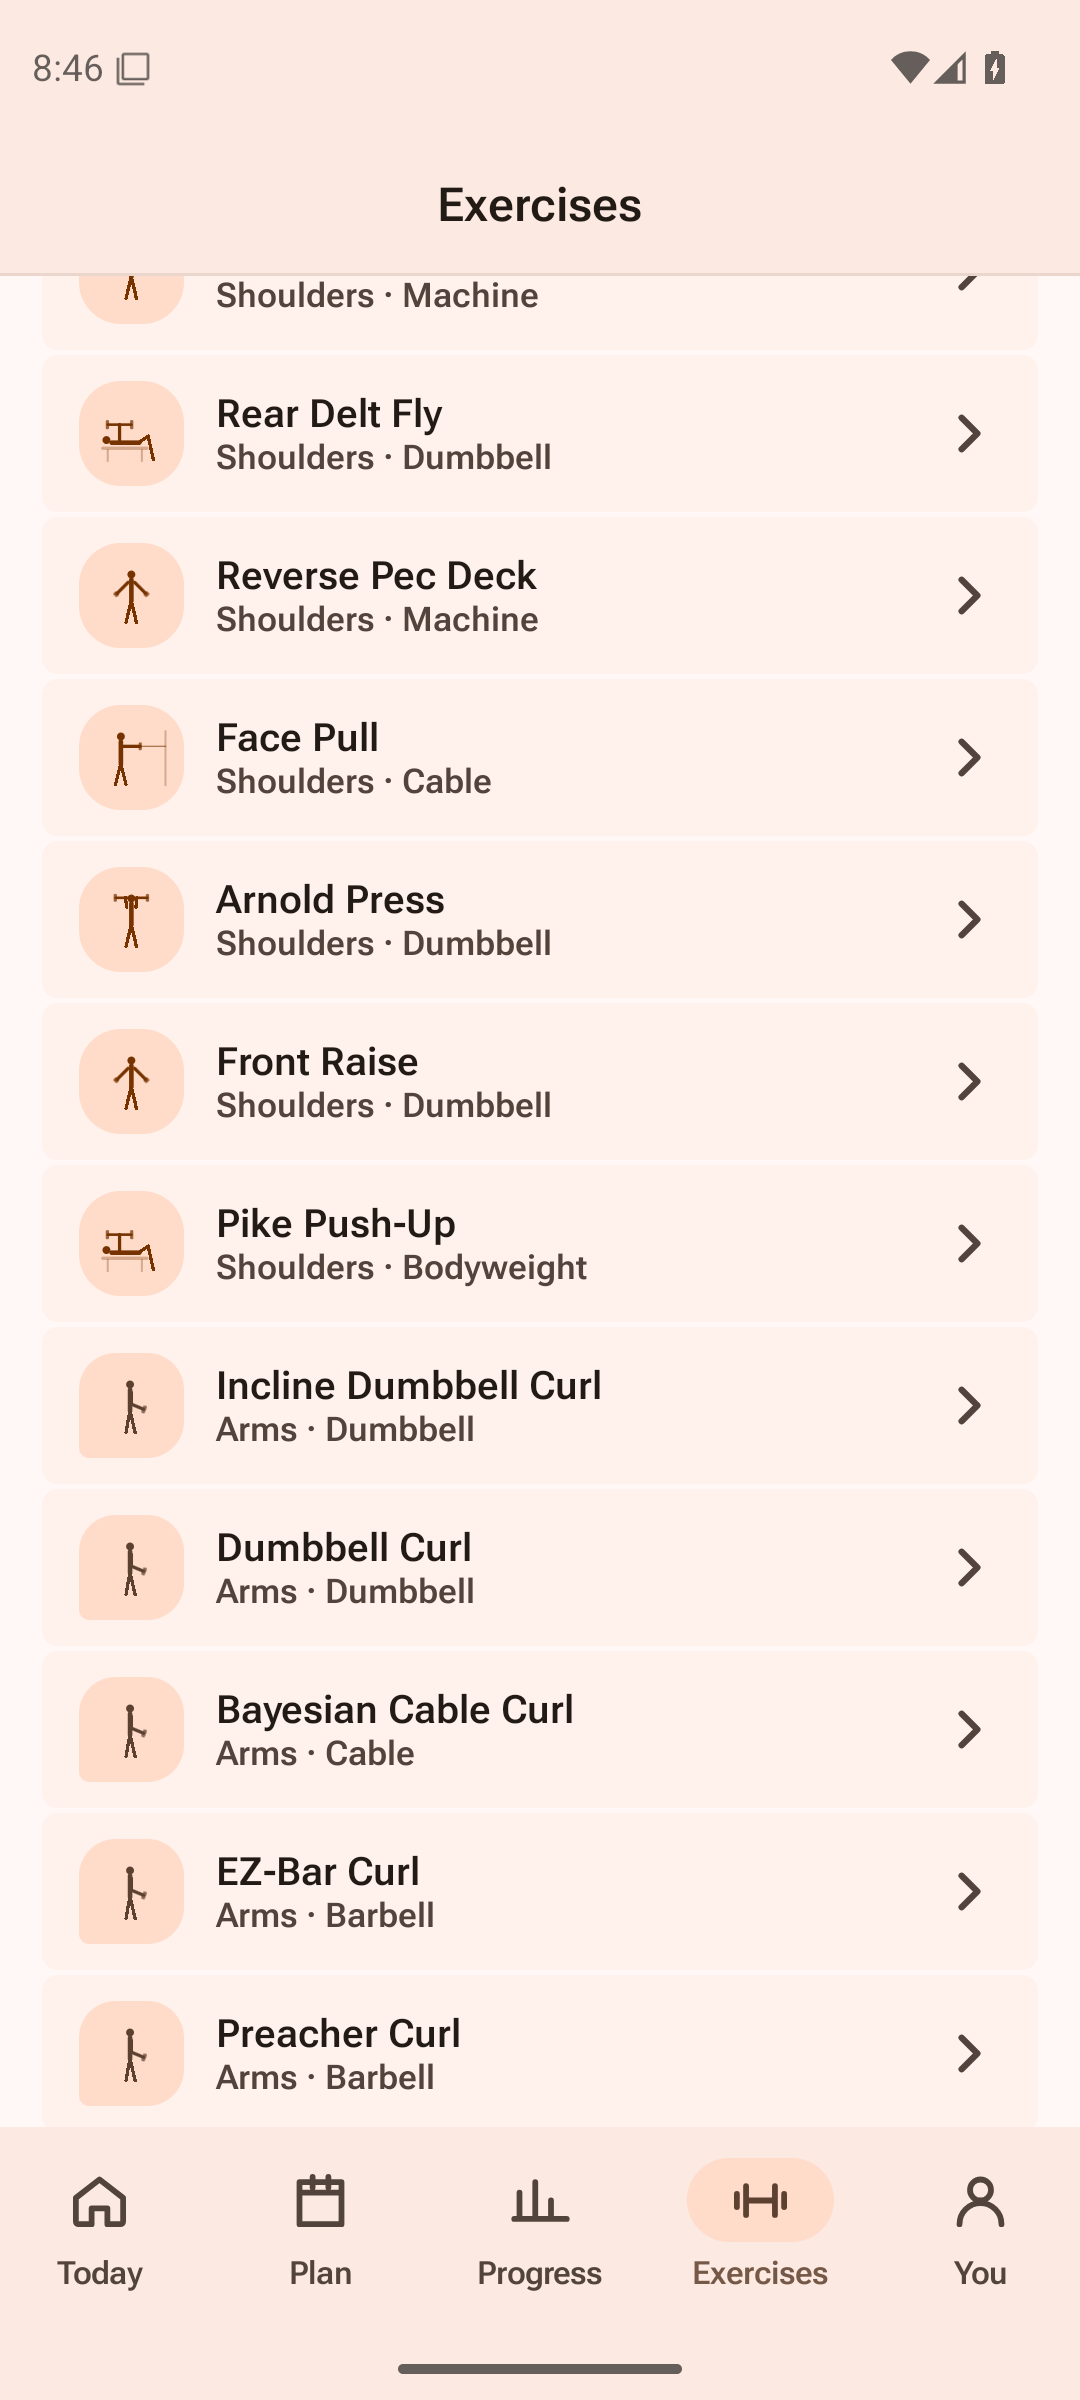 8:46
Exercises
Shoulders · Machine
Rear Delt Fly
Shoulders · Dumbbell
Reverse Pec Deck
Shoulders · Machine
Face Pull
Shoulders · Cable
Arnold Press
Shoulders · Dumbbell
Front Raise
Shoulders · Dumbbell
Pike Push-Up
Shoulders · Bodyweight
Incline Dumbbell Curl
Arms · Dumbbell
Dumbbell Curl
Arms · Dumbbell
Bayesian Cable Curl
Arms · Cable
EZ-Bar Curl
Arms · Barbell
Preacher Curl
Arms · Barbell
Today
Plan
Progress
Exercises
You